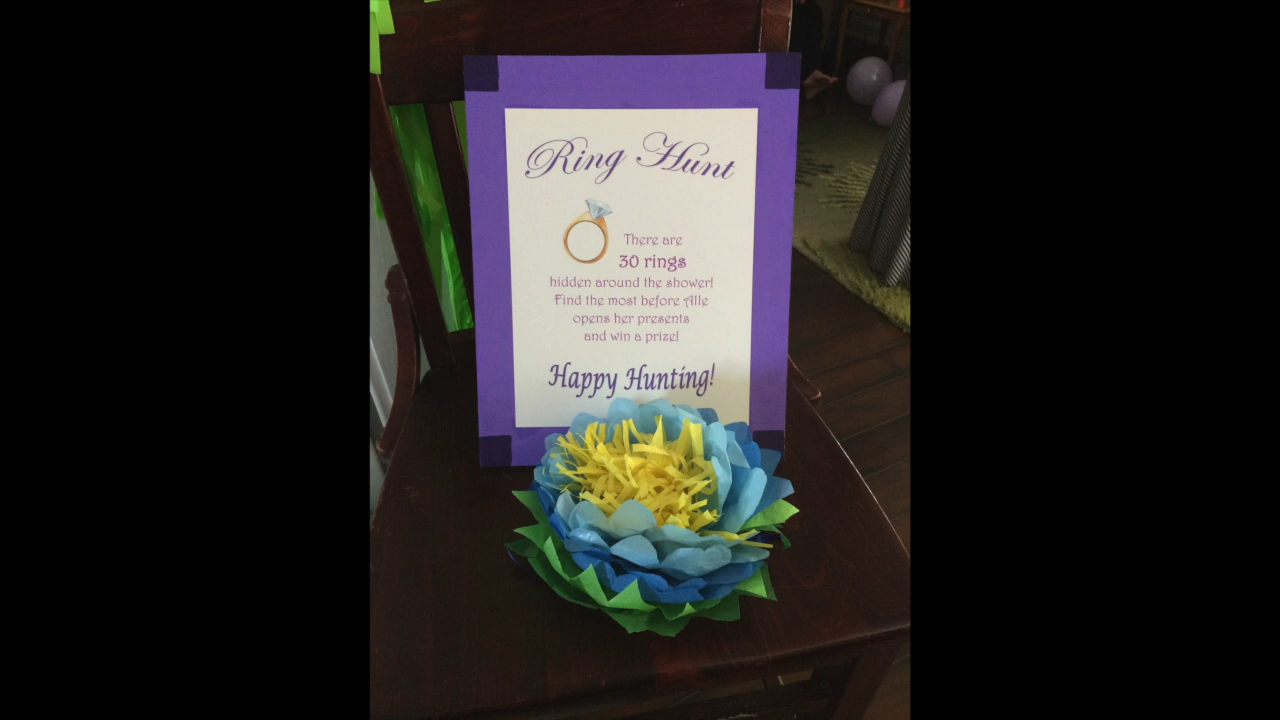 Ring Hunt
There are
30 rings
hidden around the shower!
Find the most before Alle
opens her presents
and win a prize!
Happy Hunting!